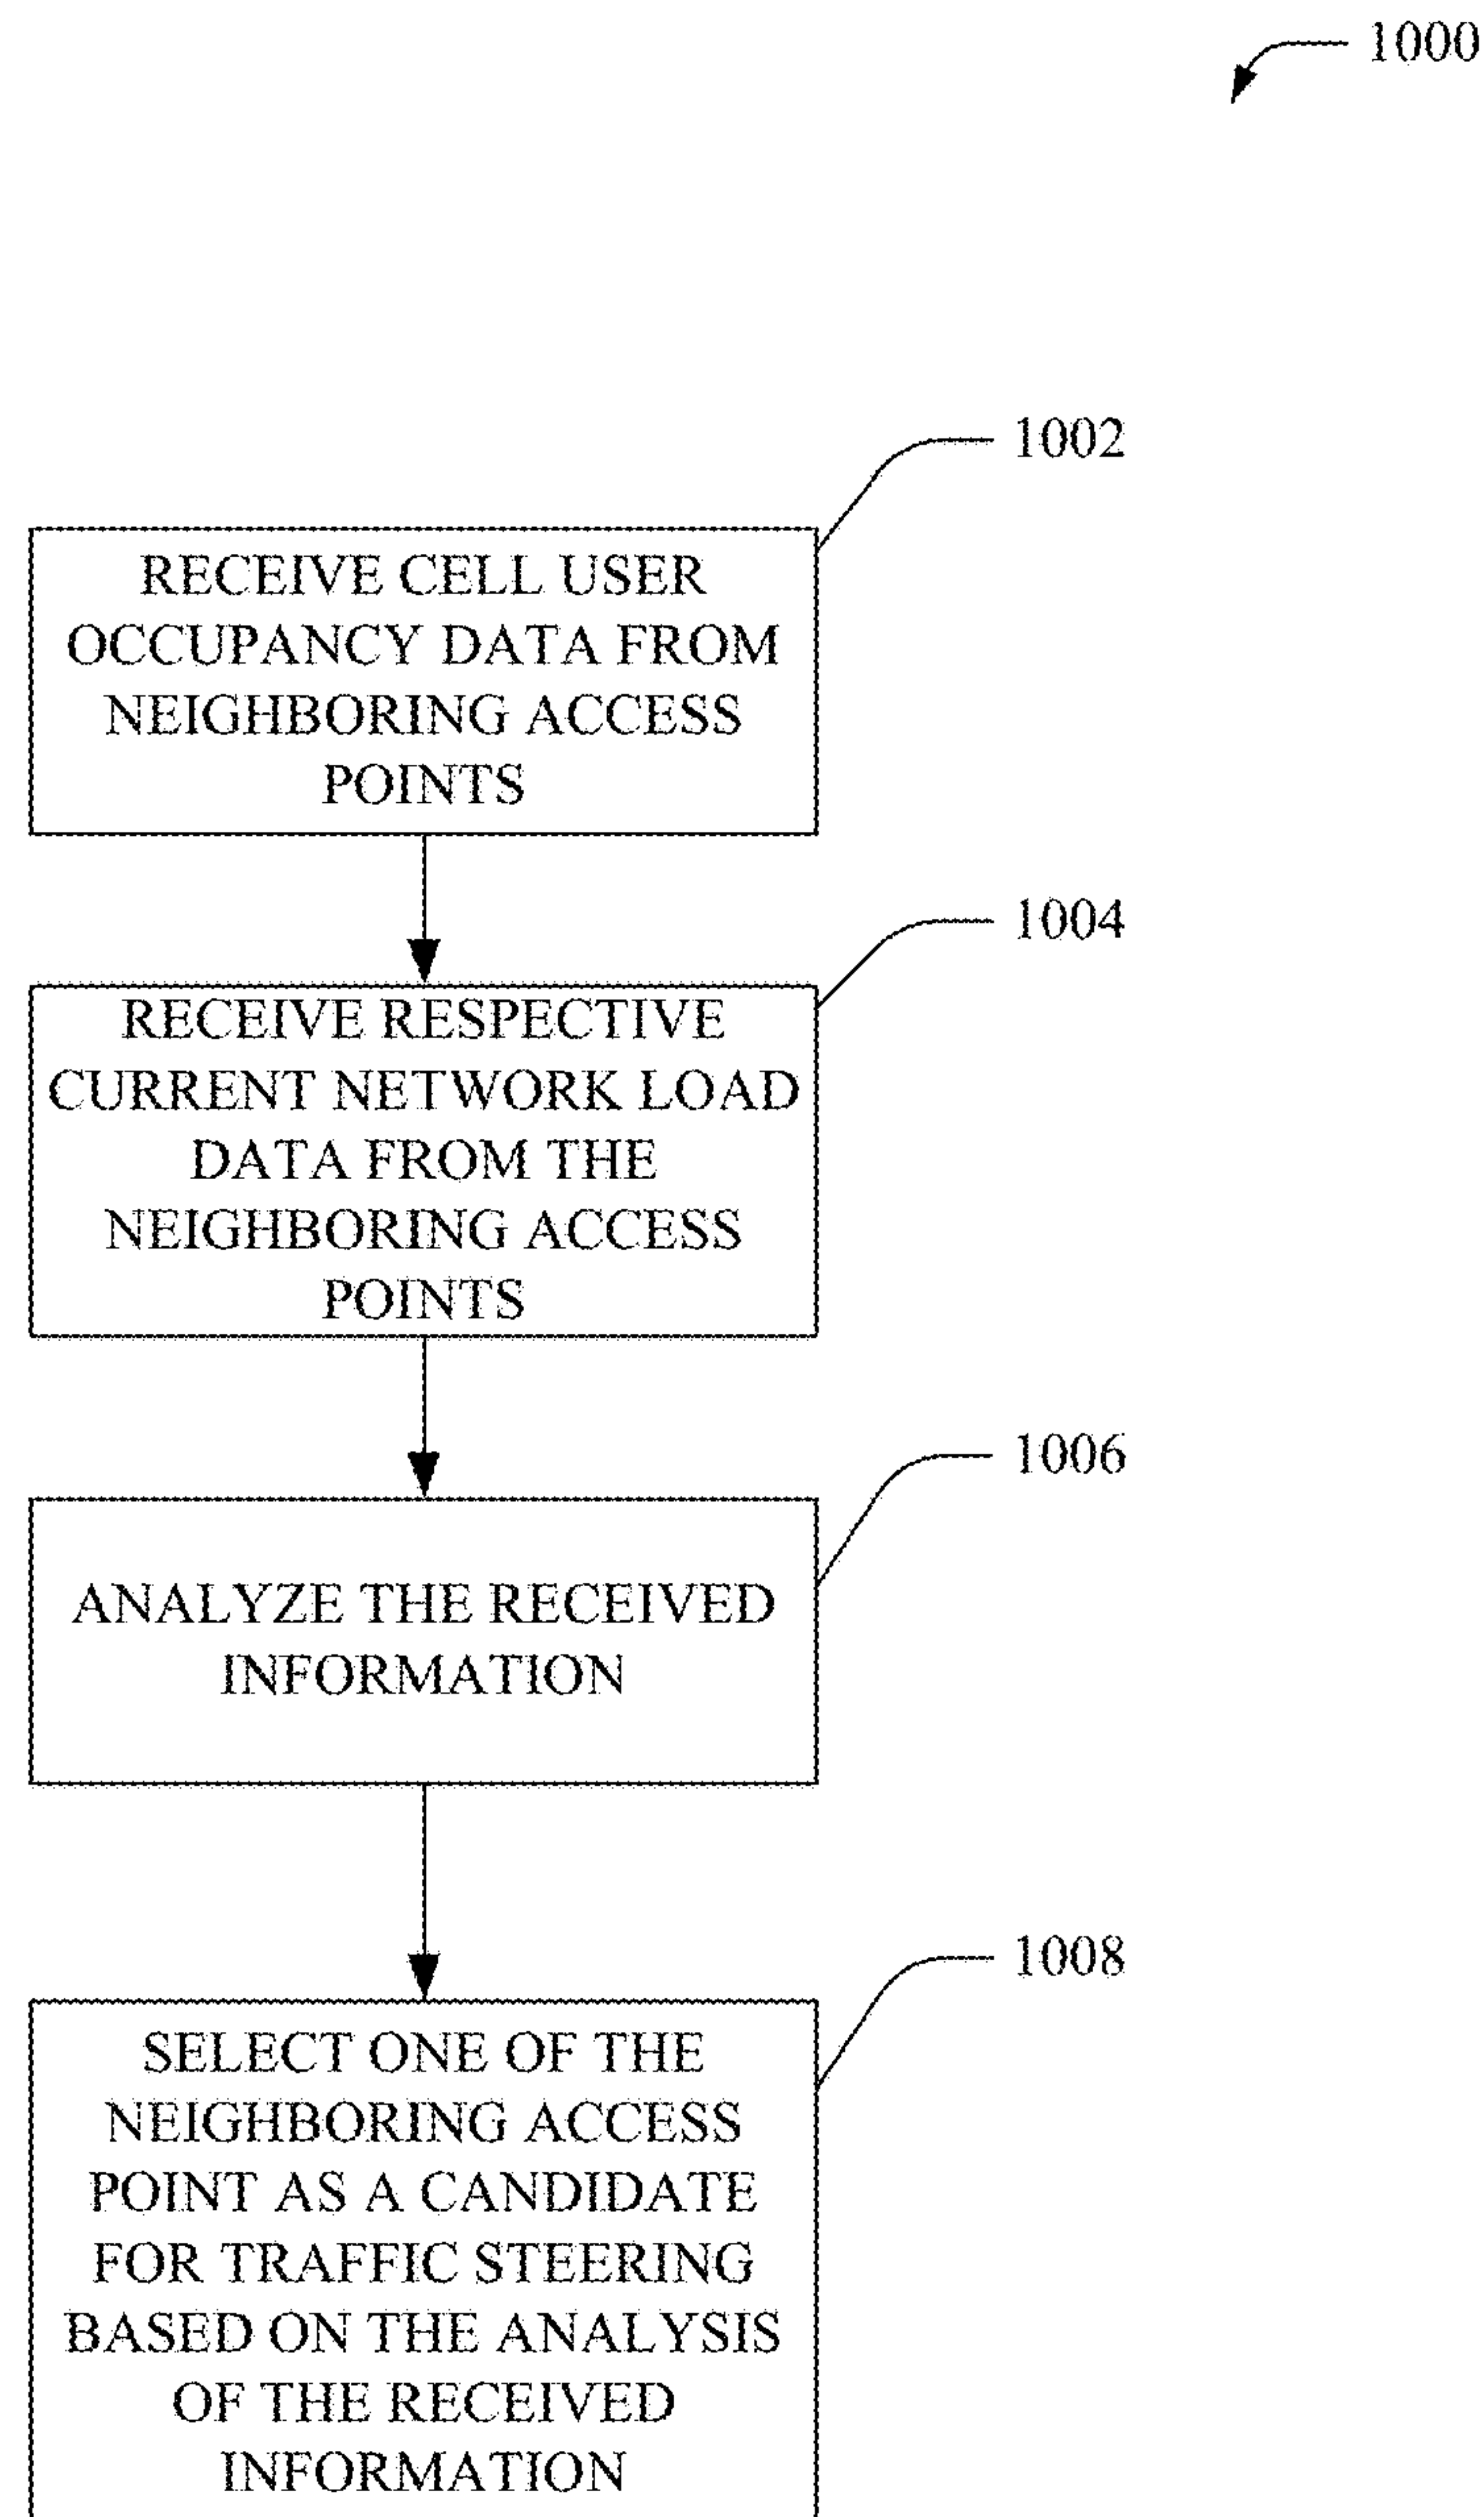 1000
1002
RECEIVE CELL USER
OCCUPANCY DATA FROM
NEIGHBORING ACCESS
POINTS
1004
RECEIVE RESPECTIVE
CURRENT NETWORK LOAD
DATA FROM THE
NEIGHBORING ACCESS
POINTS
1006
ANALYZE THE RECEIVED
INFORMATION
1008
SELECT ONE OF THE
NEIGHBORING ACCESS
POINT AS A CANDIDATE
FOR TRAFFIC STEERING
BASED ON THE ANALYSIS
OF THE RECEIVED
INFORMATION